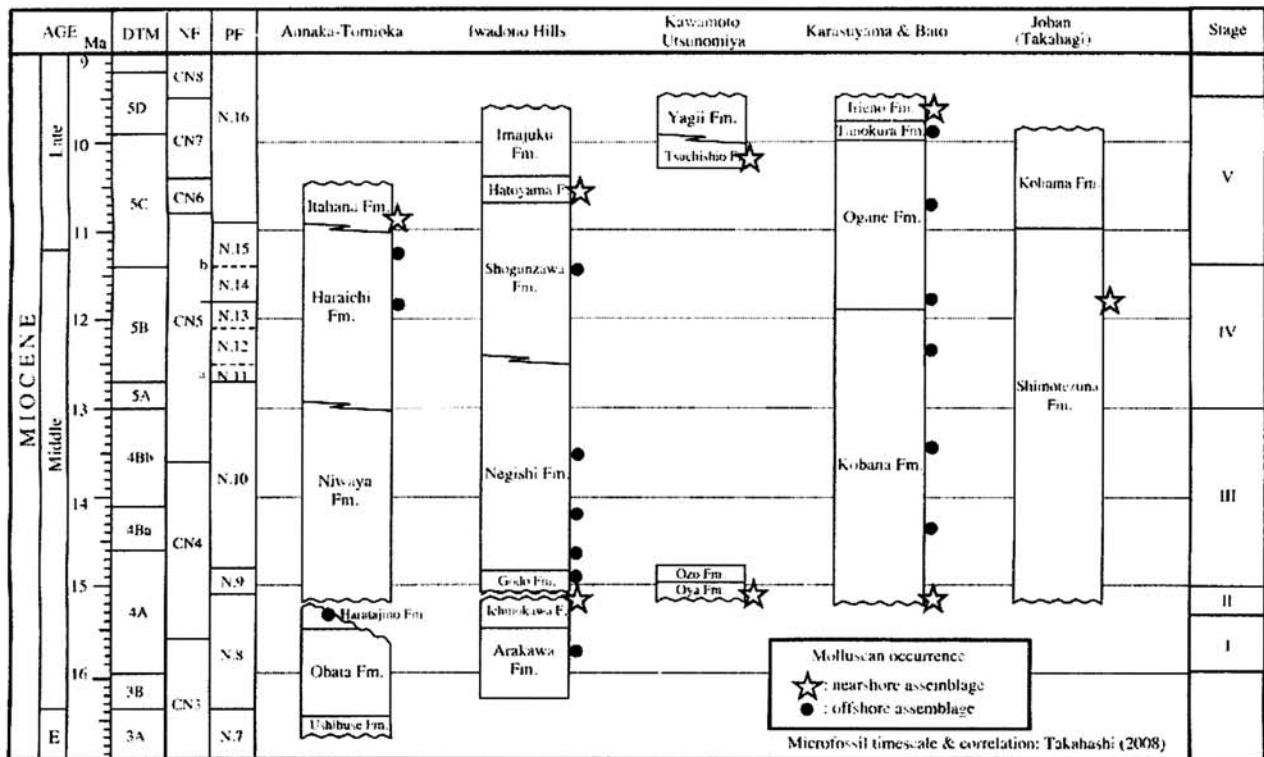 AGE Ma DTM NF PF Annaka-Tomioka Iwadono Hills Kawamoto Utsunomiya Karasuyama & Bato Joban (Takahagi) Stage
MIOCENE
Late
Middle
E
9
10
11
12
13
14
15
16
5D
5C
5B
5A
4Bb
4Ba
4A
3B
3A
CN8
CN7
CN6
b
CN5
a
CN4
CN3
N.16
N.15
N.14
N.13
N.12
N.11
N.10
N.9
N.8
N.7
Itahana Fm.
Haraichi Fm.
Niwaya Fm.
Haratajino Fm
Obata Fm.
Ushibuse Fm.
Imajuku Fm.
Hatoyama F.
Shogunzawa Fm.
Negishi Fm.
Godo Fm.
Ichinokawa F.
Arakawa Fm.
Yagii Fm.
Tsuchishio F
Ozo Fm
Oya Fm
Irieno Fm.
Tanokura Fm.
Ogane Fm.
Kobana Fm.
Kohama Fm.
Shimotezuna Fm.
V
IV
III
II
I
Molluscan occurrence
: nearshore assemblage
: offshore assemblage
Microfossil timescale & correlation: Takahashi (2008)